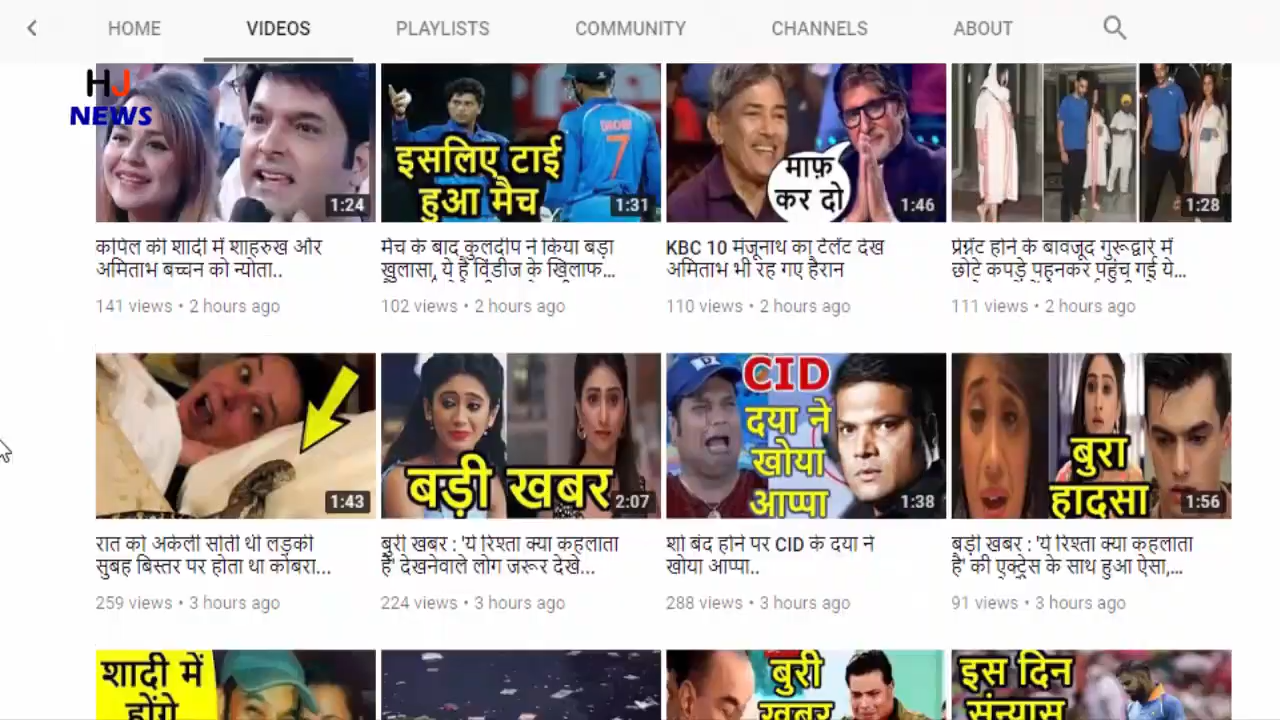 HOME VIDEOS PLAYLISTS COMMUNITY CHANNELS ABOUT
HJ
NEWS
1:24
इसलिए टाई
हुआ मैच
DHONI
7
1:31
माफ़
कर दो
1:46
1:28
कपिल की शादी में शाहरुख और
अमिताभ बच्चन को न्योता..
141 views • 2 hours ago
मैच के बाद कुलदीप ने किया बड़ा
खुलासा, ये है विंडीज के खिलाफ...
102 views • 2 hours ago
KBC 10 मंजूनाथ का टैलेंट देख
अमिताभ भी रह गए हैरान
110 views • 2 hours ago
प्रेग्नेंट होने के बावजूद गुरूद्वारे में
छोटे कपड़े पहनकर पहुंच गई ये...
111 views • 2 hours ago
1:43
बड़ी खबर
2:07
CID
दया ने
खोया
आप्पा
1:38
बुरा
हादसा
1:56
रात को अकेली सोती थी लड़की
सुबह बिस्तर पर होता था कोबरा...
259 views • 3 hours ago
बुरी खबर : 'ये रिश्ता क्या कहलाता
है' देखनेवाले लोग जरूर देखे...
224 views • 3 hours ago
शो बंद होने पर CID के दया ने
खोया आप्पा..
288 views • 3 hours ago
बड़ी खबर : 'ये रिश्ता क्या कहलाता
है' की एक्ट्रेस के साथ हुआ ऐसा,...
91 views • 3 hours ago
शादी में
होंगे
बुरी
खबर
इस दिन
संन्यास